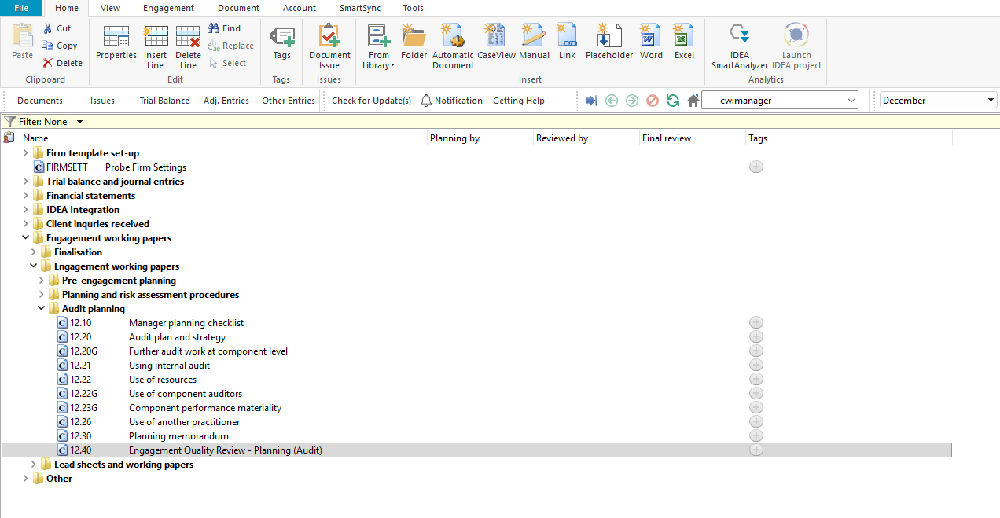 File Home View Engagement Document Account SmartSync Tools
Paste Cut Copy Delete Clipboard
Properties Insert Line Delete Line Find Replace Select Edit
Tags Tags
Document Issue Issues
From Library Folder Automatic Document CaseView Manual Link Placeholder Word Excel Insert
IDEA SmartAnalyzer Launch IDEA project Analytics
Documents Issues Trial Balance Adj. Entries Other Entries Check for Update(s) Notification Getting Help cw:manager December
Filter: None
Name Planning by Reviewed by Final review Tags
Firm template set-up
FIRMSETT Probe Firm Settings
Trial balance and journal entries
Financial statements
IDEA Integration
Client inquries received
Engagement working papers
Finalisation
Engagement working papers
Pre-engagement planning
Planning and risk assessment procedures
Audit planning
12.10 Manager planning checklist
12.20 Audit plan and strategy
12.20G Further audit work at component level
12.21 Using internal audit
12.22 Use of resources
12.22G Use of component auditors
12.23G Component performance materiality
12.26 Use of another practitioner
12.30 Planning memorandum
12.40 Engagement Quality Review - Planning (Audit)
Lead sheets and working papers
Other